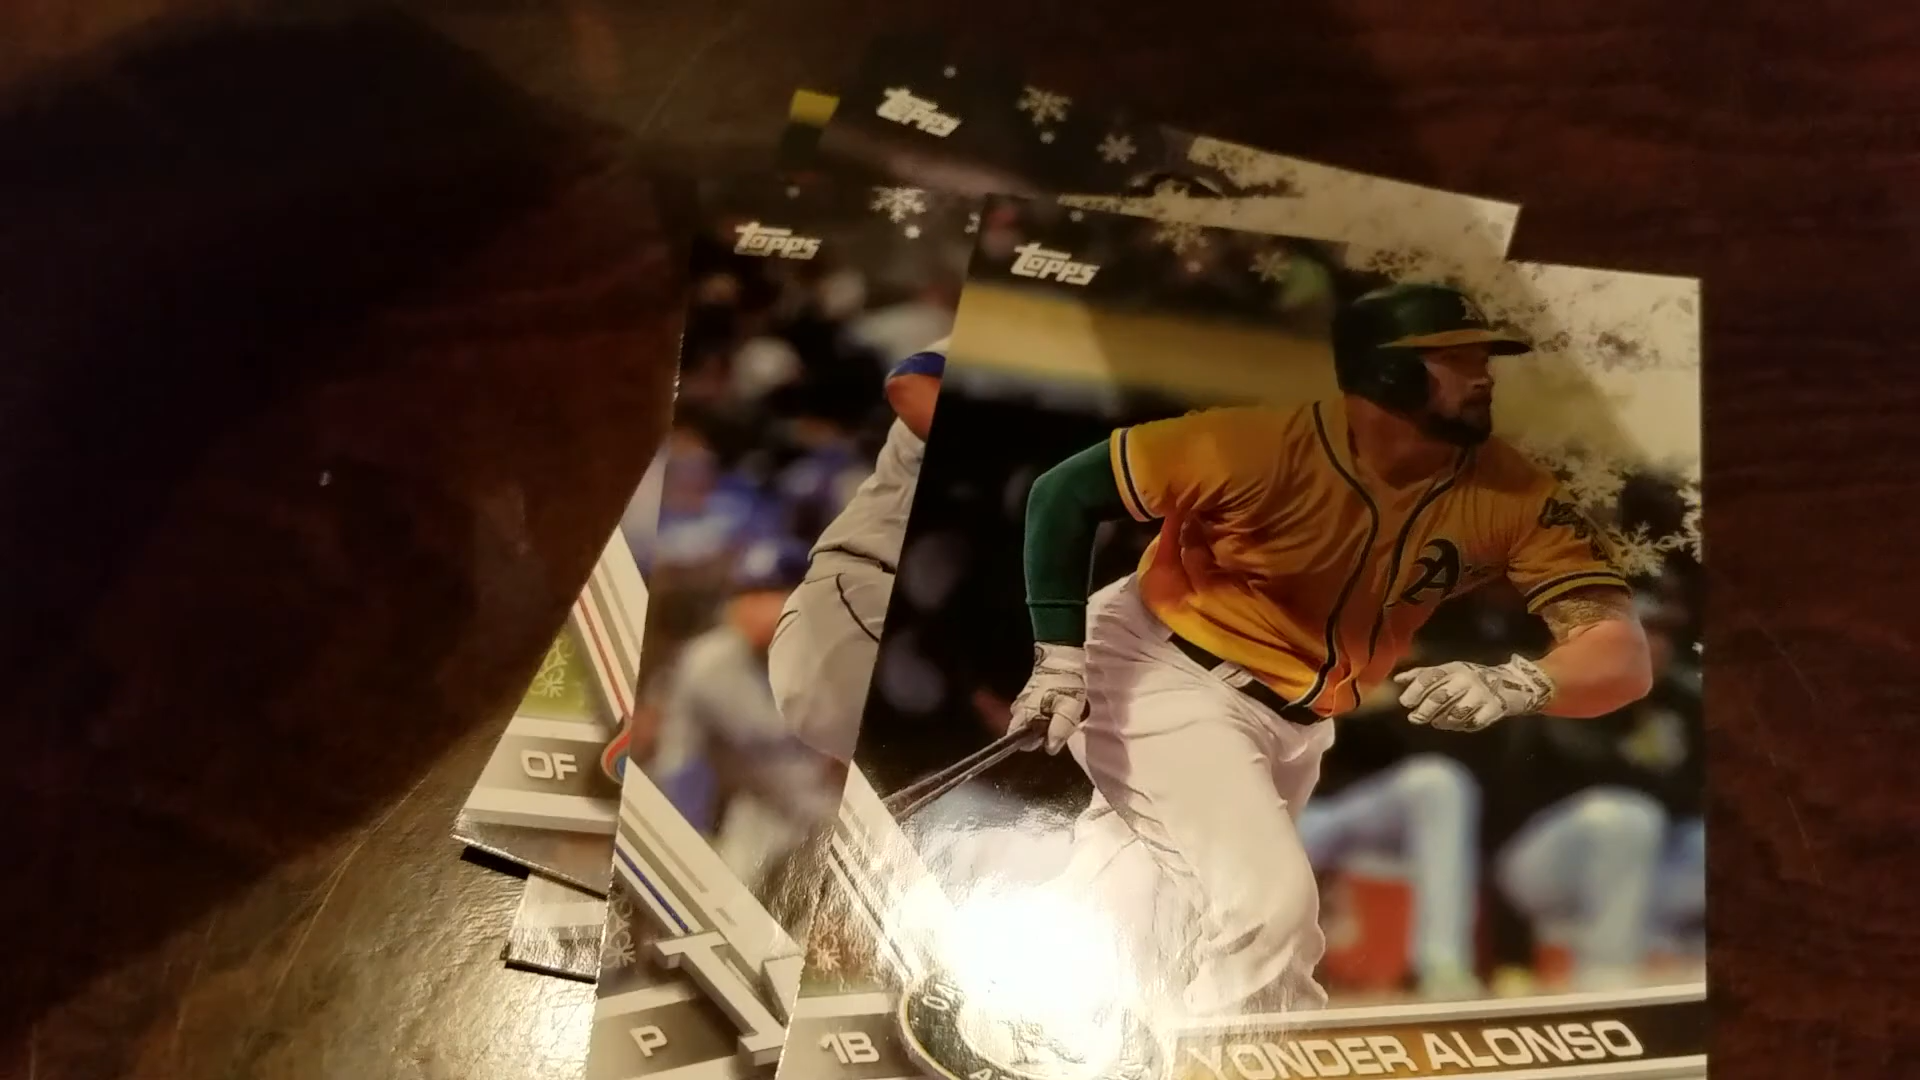 topps
topps
topps
OF
P
1B
A
YONDER ALONSO